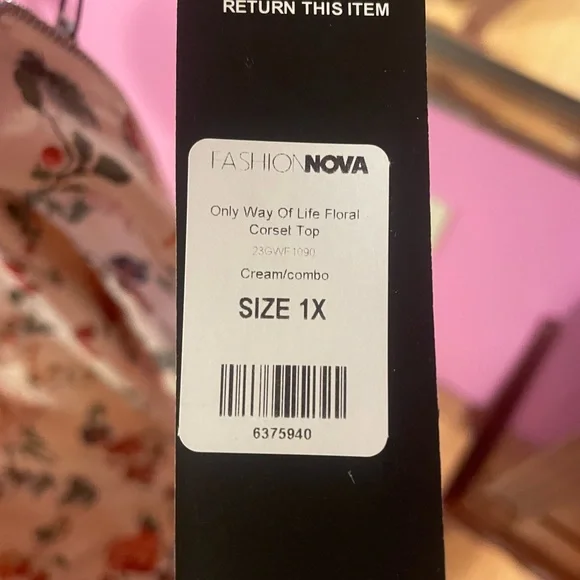 RETURN THIS ITEM
FASHIONNOVA
Only Way Of Life Floral
Corset Top
23GWF1090
Cream/combo
SIZE 1X
6375940